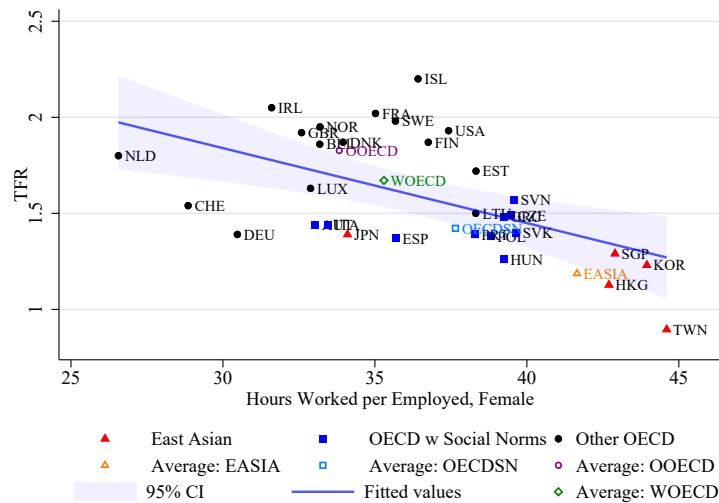 2.5
2
1.5
1
TFR
ISL
IRL
FRA
SWE
NOR
GBR
USA
DNK
FIN
OOECD
NLD
EST
WOECD
LUX
CHE
SVN
LTU
CZE
ITA
OECDSN
DEU
JPN
ESP
POL
SVK
HUN
SGP
KOR
EASIA
HKG
TWN
25 30 35 40 45
Hours Worked per Employed, Female
East Asian OECD w Social Norms Other OECD
Average: EASIA Average: OECDSN Average: OOECD
95% CI Fitted values Average: WOECD